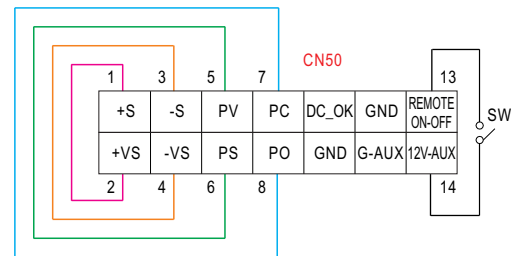 CN50
1 3 5 7 13
+S -S PV PC DC_OK GND REMOTE ON-OFF
+VS -VS PS PO GND G-AUX 12V-AUX
2 4 6 8 14
SW